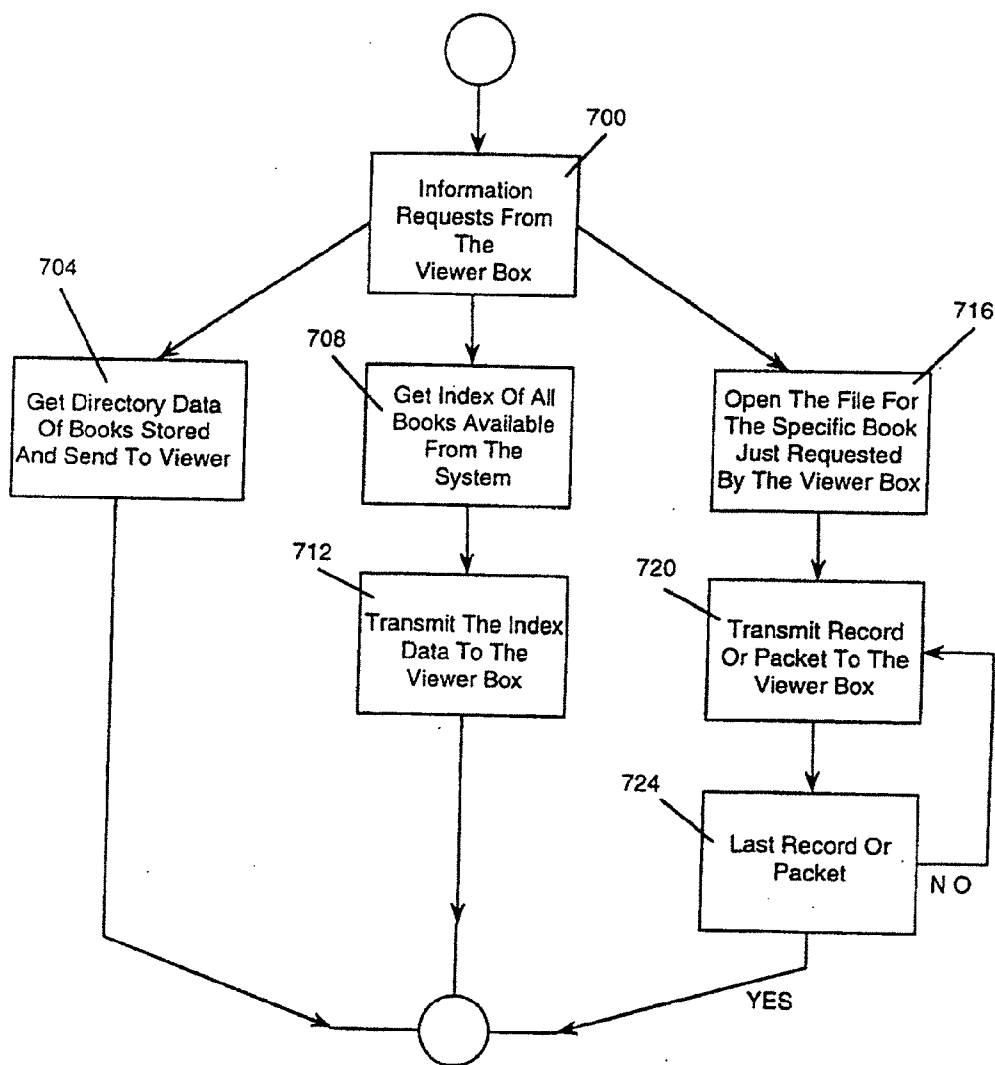 700
Information
Requests From
The
Viewer Box
704
Get Directory Data
Of Books Stored
And Send To Viewer
708
Get Index Of All
Books Available
From The
System
716
Open The File For
The Specific Book
Just Requested
By The Viewer Box
712
Transmit The Index
Data To The
Viewer Box
720
Transmit Record
Or Packet To The
Viewer Box
724
Last Record Or
Packet
N O
YES